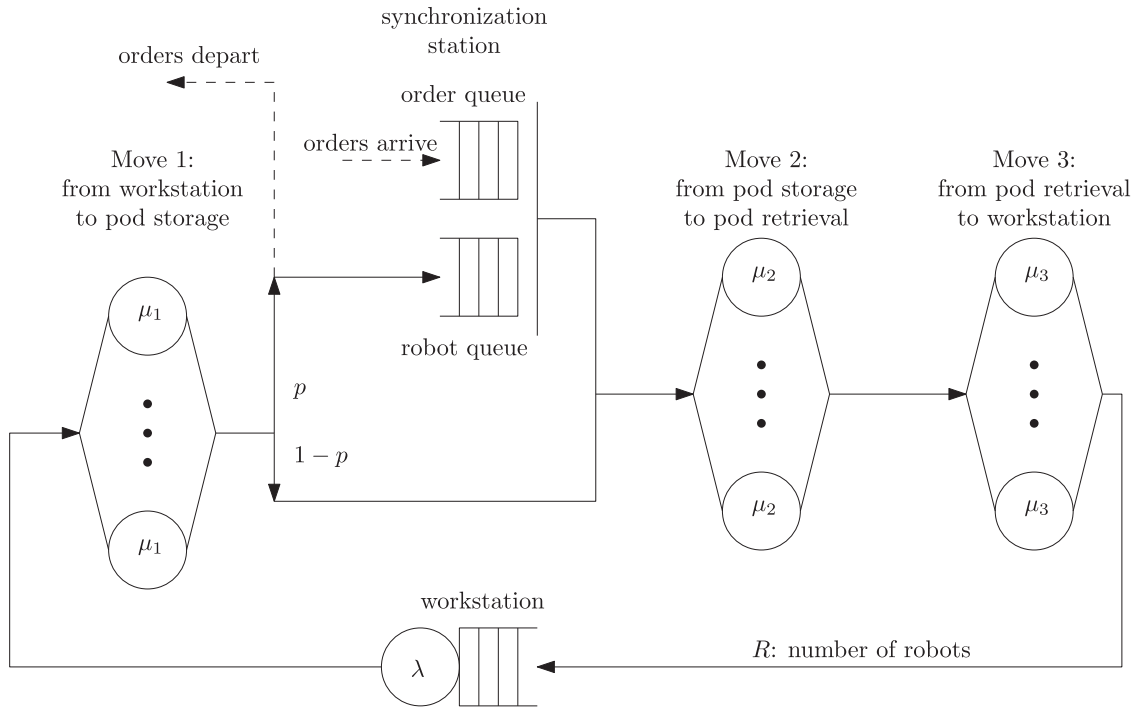 synchronization
station
orders depart
order queue
orders arrive
Move 1:
from workstation
to pod storage
Move 2:
from pod storage
to pod retrieval
Move 3:
from pod retrieval
to workstation
μ2
μ3
μ1
robot queue
p
1 − p
μ2
μ3
μ1
workstation
R: number of robots
λ